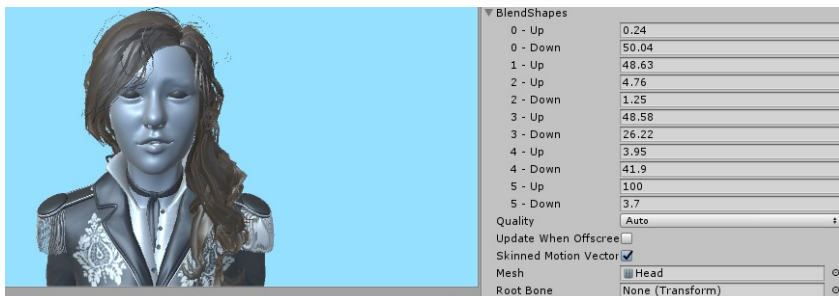 BlendShapes
0 - Up 0.24
0 - Down 50.04
1 - Up 48.63
2 - Up 4.76
2 - Down 1.25
3 - Up 48.58
3 - Down 26.22
4 - Up 3.95
4 - Down 41.9
5 - Up 100
5 - Down 3.7
Quality Auto
Update When Offscree
Skinned Motion Vector
Mesh Head
Root Bone None (Transform)